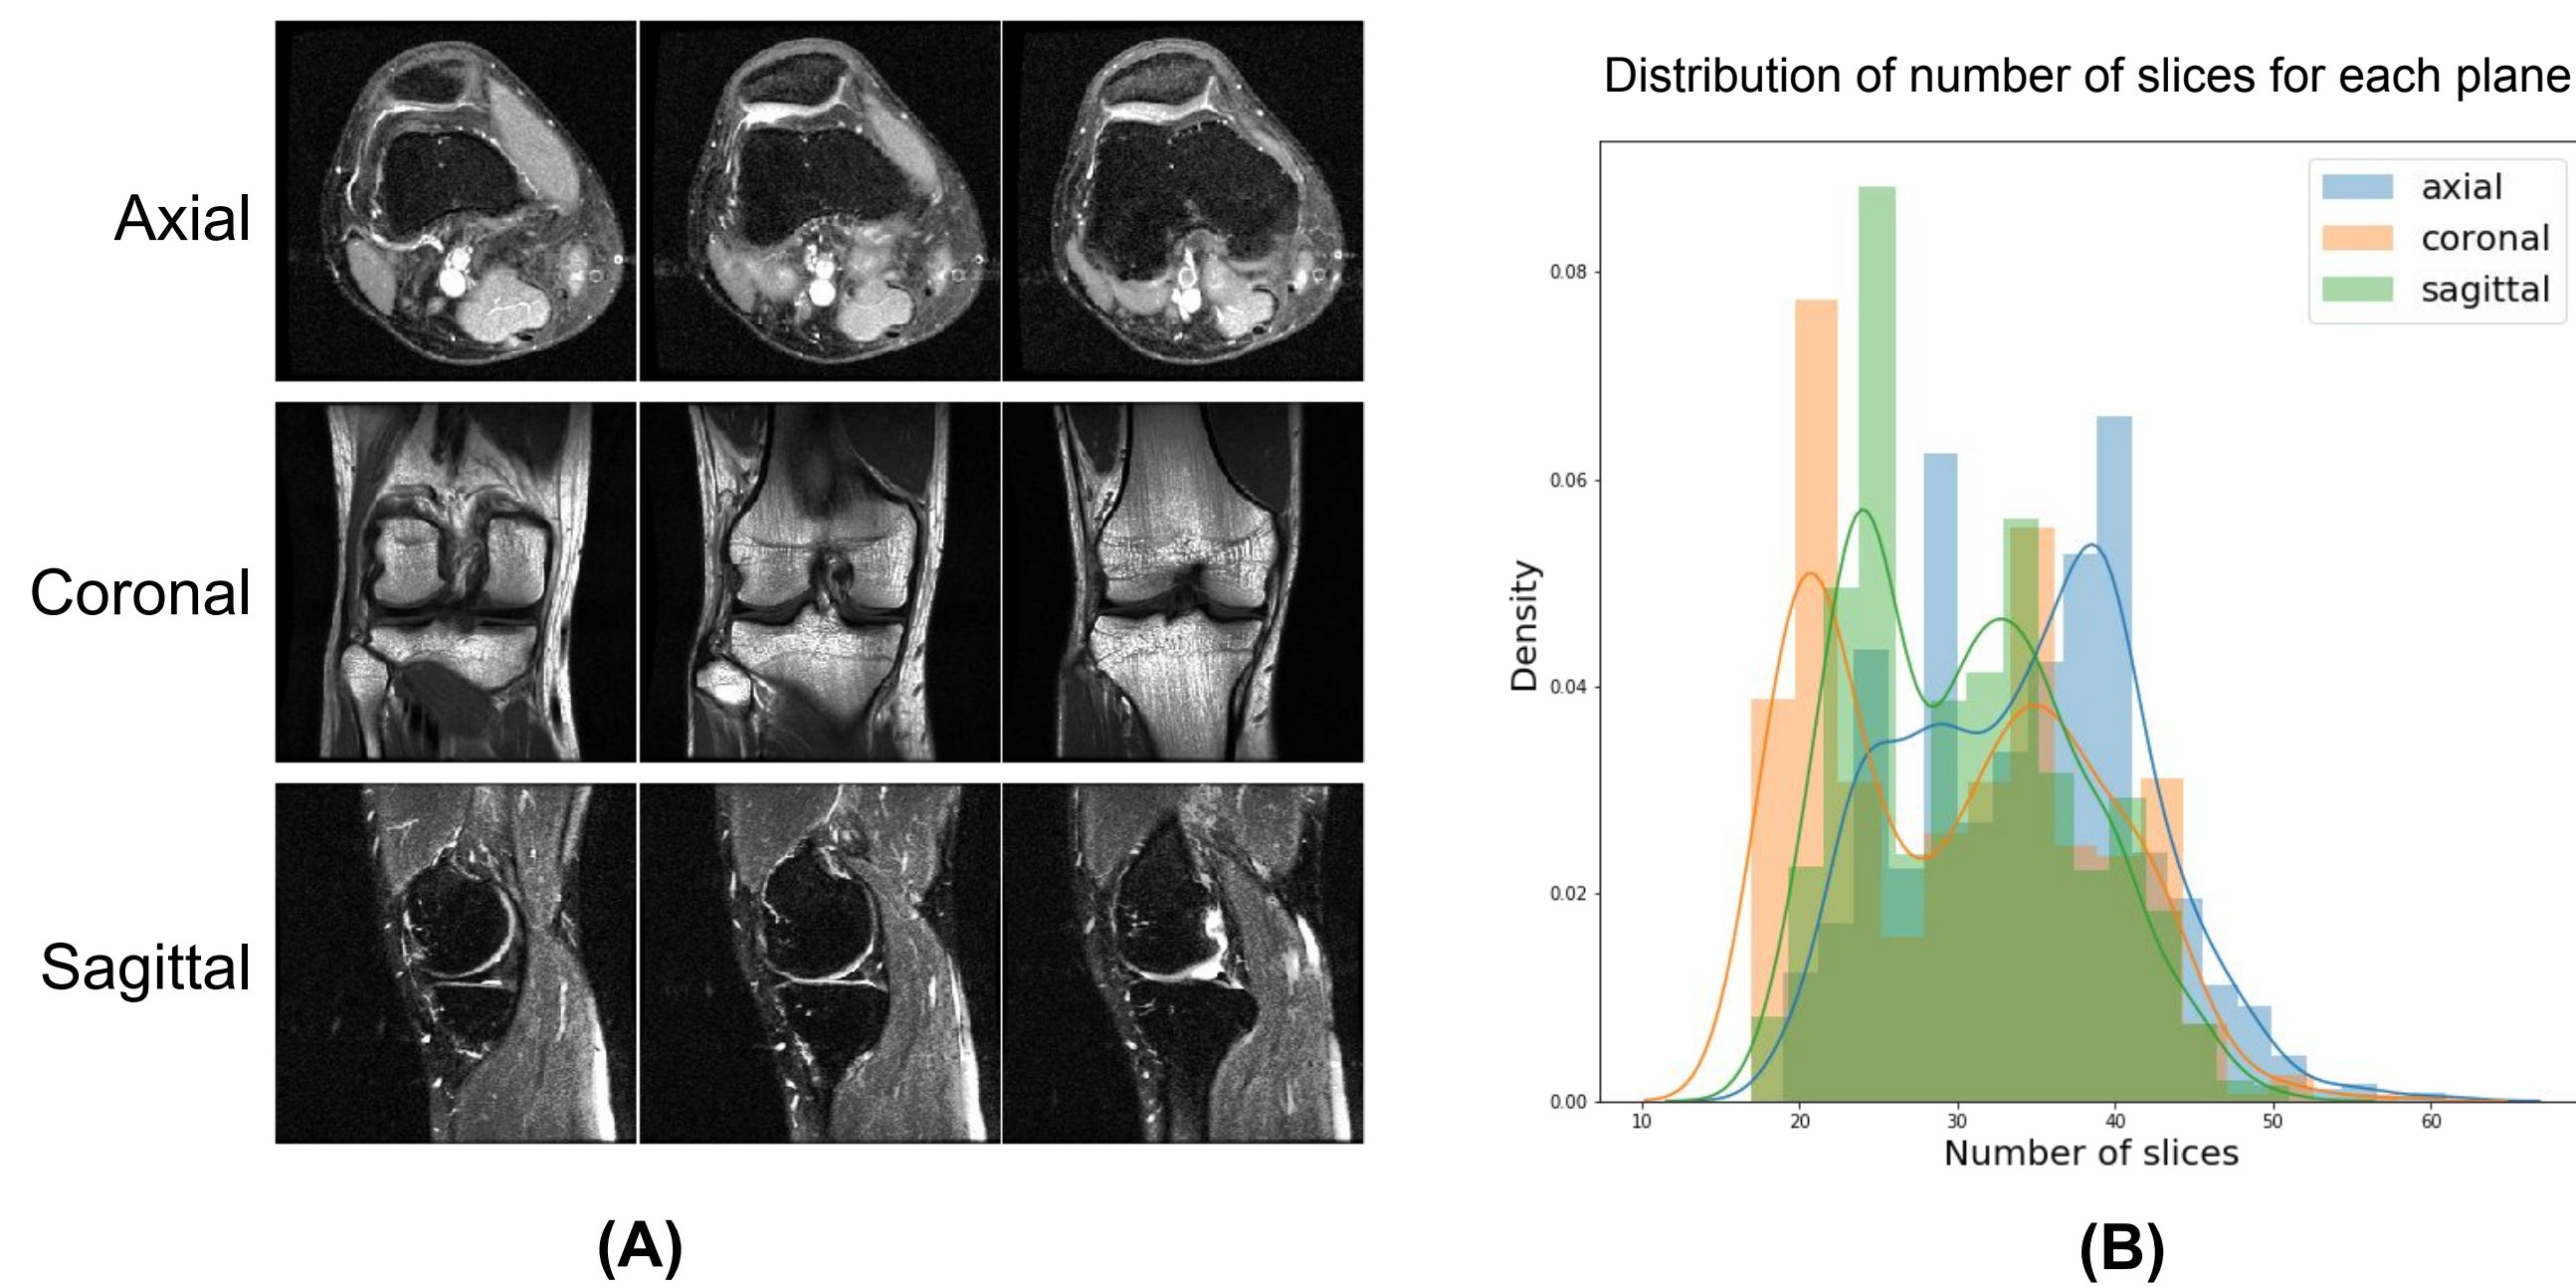 Axial
Coronal
Sagittal
(A)
Distribution of number of slices for each plane
axial
coronal
sagittal
Density
0.08
0.06
0.04
0.02
0.00
10 20 30 40 50 60
Number of slices
(B)